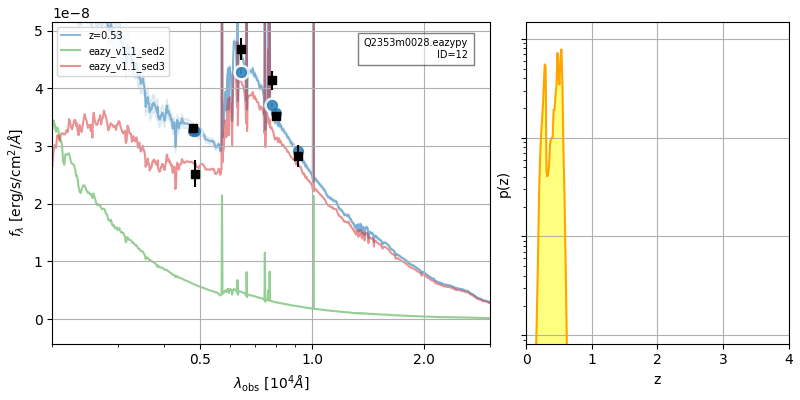 1e−8
z=0.53
eazy_v1.1_sed2
eazy_v1.1_sed3
Q2353m0028.eazypy
ID=12
5
4
3
2
1
0
f_λ [erg/s/cm²/Å]
0.5
1.0
2.0
λ_obs [10⁴Å]
p(z)
0
1
2
3
4
z